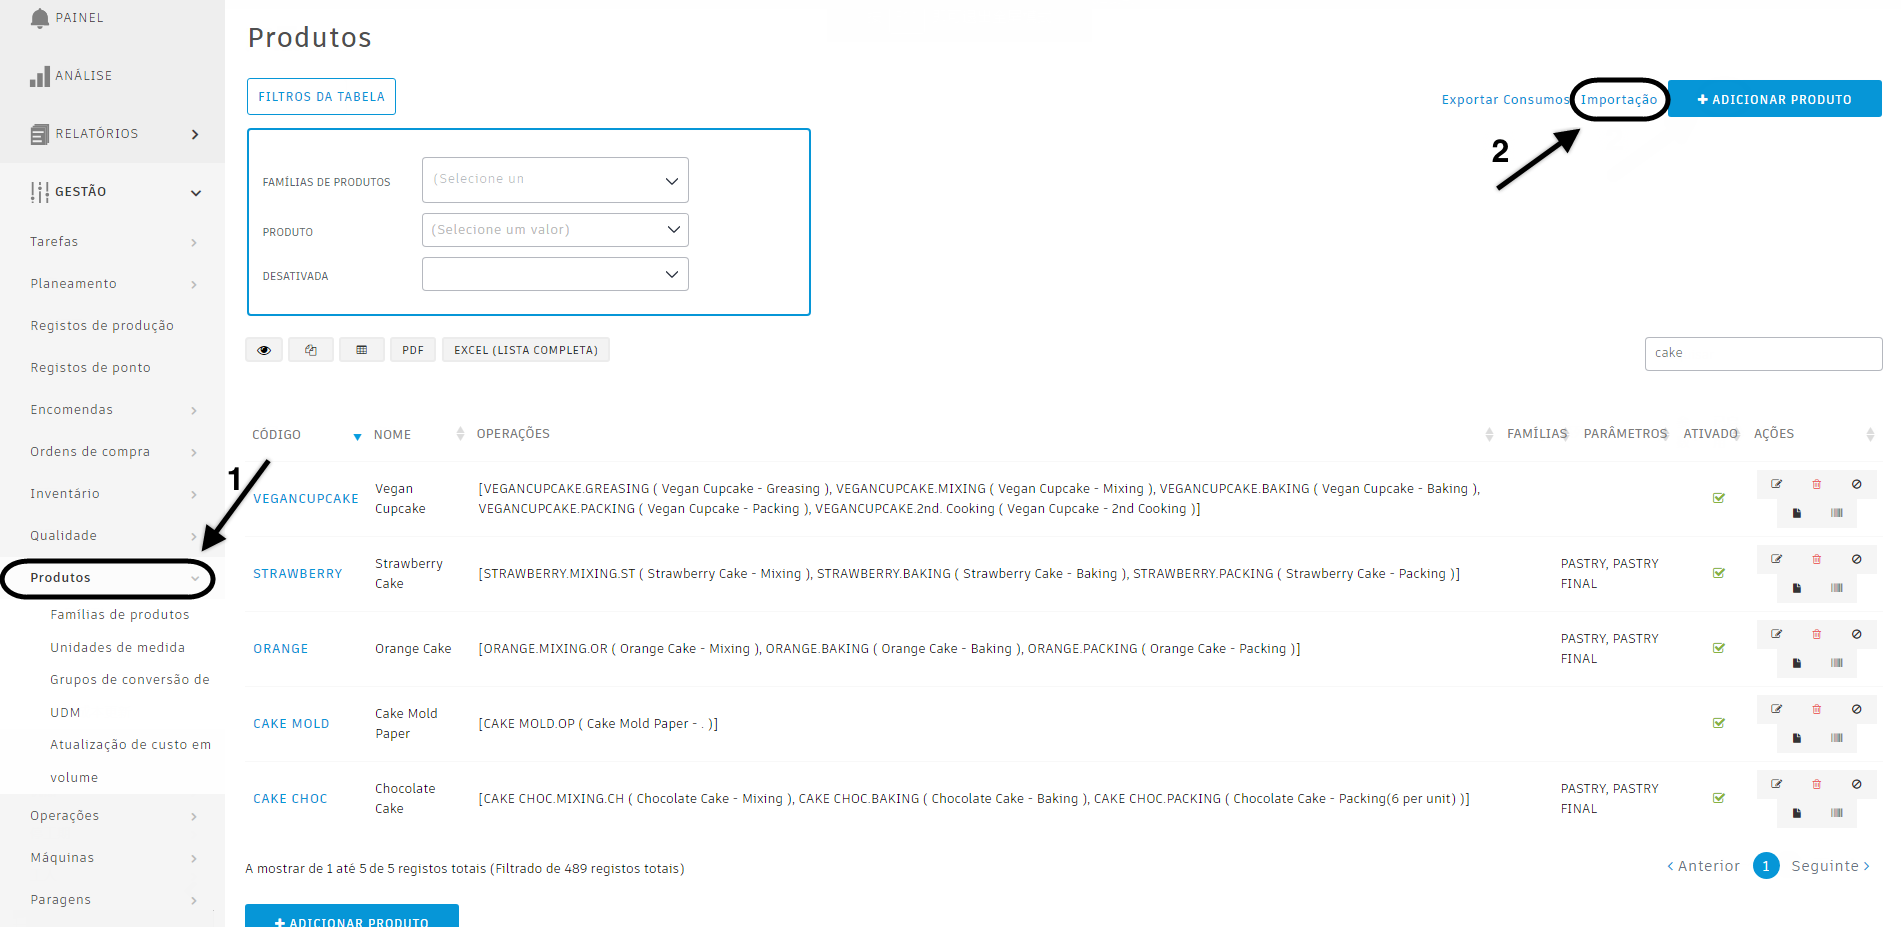 PAINEL
ANÁLISE
RELATÓRIOS
GESTÃO
Tarefas
Planeamento
Registos de produção
Registos de ponto
Encomendas
Ordens de compra
Inventário
Qualidade
1
Produtos
Famílias de produtos
Unidades de medida
Grupos de conversão de
UDM
Atualização de custo em
volume
Operações
Máquinas
Paragens
Produtos
FILTROS DA TABELA
Exportar Consumos Importação + ADICIONAR PRODUTO
2
FAMÍLIAS DE PRODUTOS (Selecione un
PRODUTO (Selecione um valor)
DESATIVADA
PDF EXCEL (LISTA COMPLETA)
cake
CÓDIGO NOME OPERAÇÕES FAMÍLIAS PARÂMETROS ATIVADO AÇÕES
VEGANCUPCAKE
Vegan
Cupcake
[VEGANCUPCAKE.GREASING ( Vegan Cupcake - Greasing ), VEGANCUPCAKE.MIXING ( Vegan Cupcake - Mixing ), VEGANCUPCAKE.BAKING ( Vegan Cupcake - Baking ),
VEGANCUPCAKE.PACKING ( Vegan Cupcake - Packing ), VEGANCUPCAKE.2nd. Cooking ( Vegan Cupcake - 2nd Cooking )]
STRAWBERRY
Strawberry
Cake
[STRAWBERRY.MIXING.ST ( Strawberry Cake - Mixing ), STRAWBERRY.BAKING ( Strawberry Cake - Baking ), STRAWBERRY.PACKING ( Strawberry Cake - Packing )]
PASTRY, PASTRY
FINAL
ORANGE
Orange Cake
[ORANGE.MIXING.OR ( Orange Cake - Mixing ), ORANGE.BAKING ( Orange Cake - Baking ), ORANGE.PACKING ( Orange Cake - Packing )]
PASTRY, PASTRY
FINAL
CAKE MOLD
Cake Mold
Paper
[CAKE MOLD.OP ( Cake Mold Paper - . )]
CAKE CHOC
Chocolate
Cake
[CAKE CHOC.MIXING.CH ( Chocolate Cake - Mixing ), CAKE CHOC.BAKING ( Chocolate Cake - Baking ), CAKE CHOC.PACKING ( Chocolate Cake - Packing(6 per unit) )]
PASTRY, PASTRY
FINAL
A mostrar de 1 até 5 de 5 registos totais (Filtrado de 489 registos totais)
< Anterior 1 Seguinte >
+ ADICIONAR PRODUTO